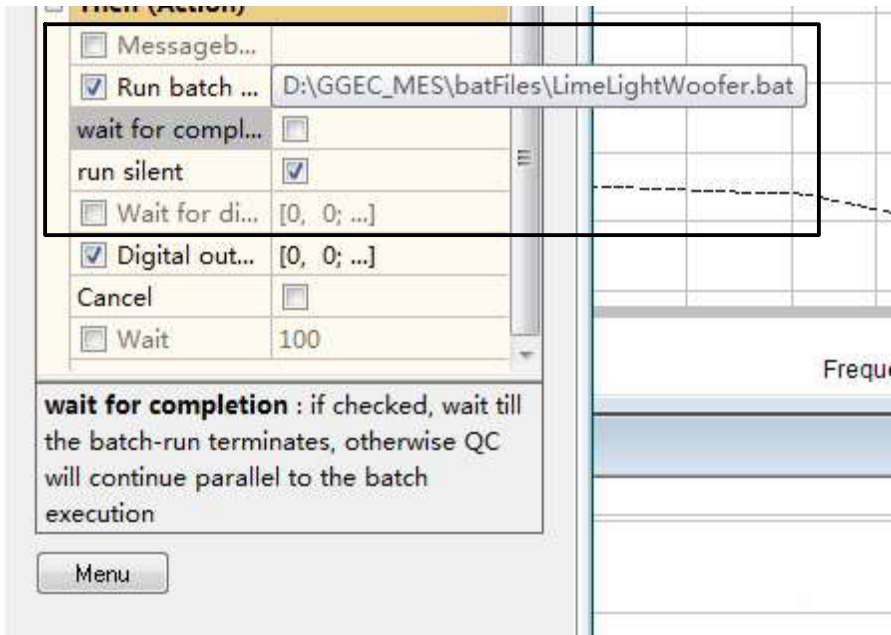 Then (Action)
Messageb...
Run batch ... D:\GGEC_MES\batFiles\LimeLightWoofer.bat
wait for compl...
run silent
Wait for di... [0, 0; ...]
Digital out... [0, 0; ...]
Cancel
Wait 100
Freque
wait for completion : if checked, wait till
the batch-run terminates, otherwise QC
will continue parallel to the batch
execution
Menu